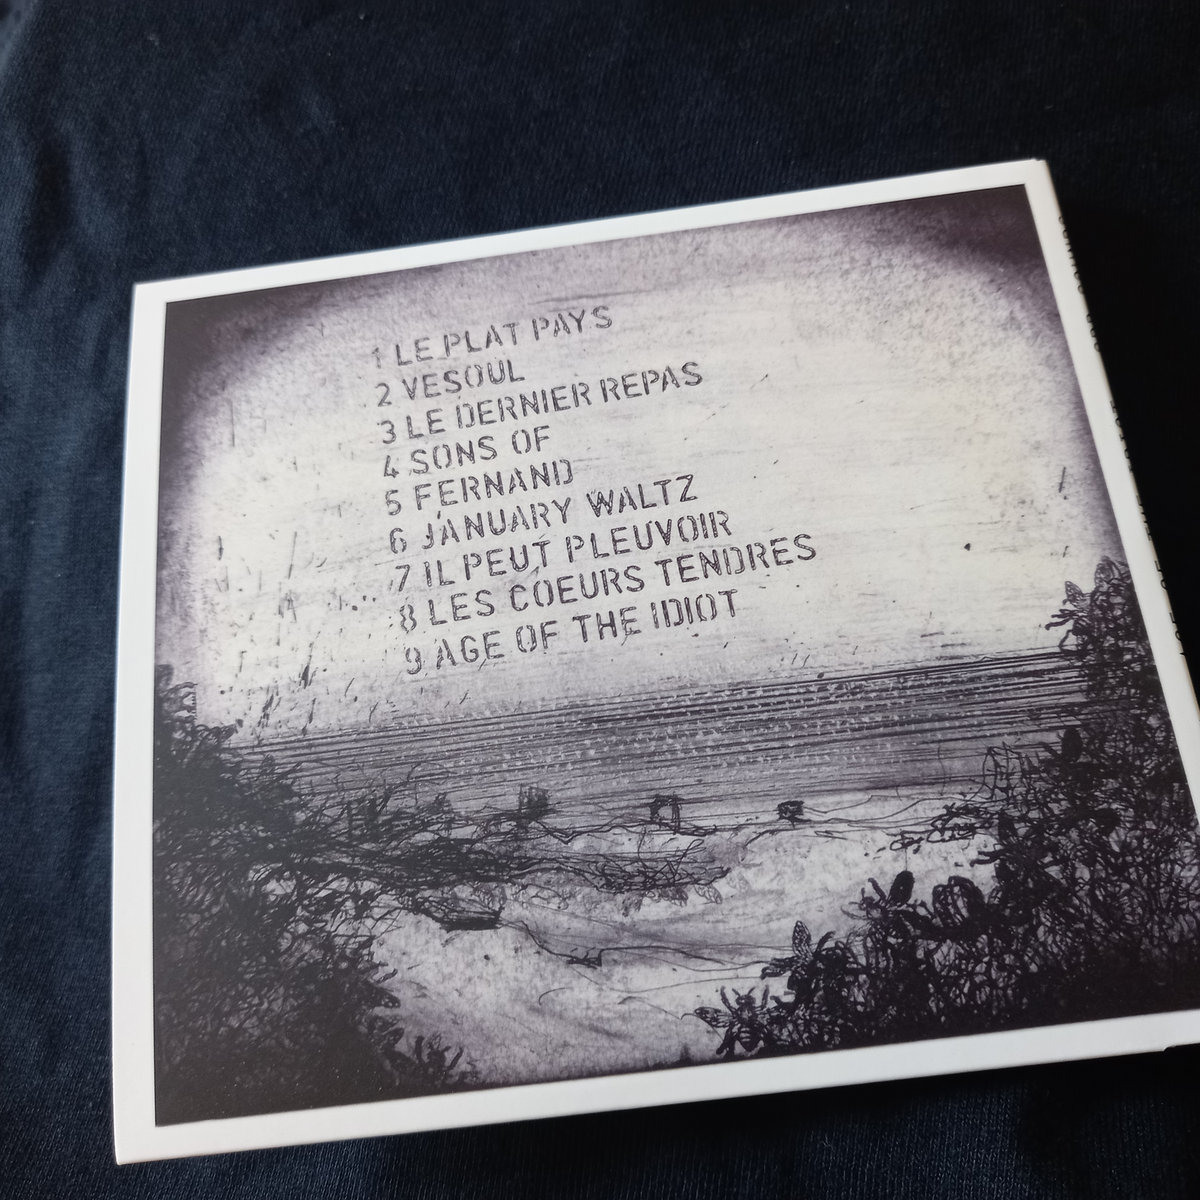 1 LE PLAT PAYS
2 VESOUL
3 LE DERNIER REPAS
4 SONS OF
5 FERNAND
6 JANUARY WALTZ
7 IL PEUT PLEUVOIR
8 LES COEURS TENDRES
9 AGE OF THE IDIOT